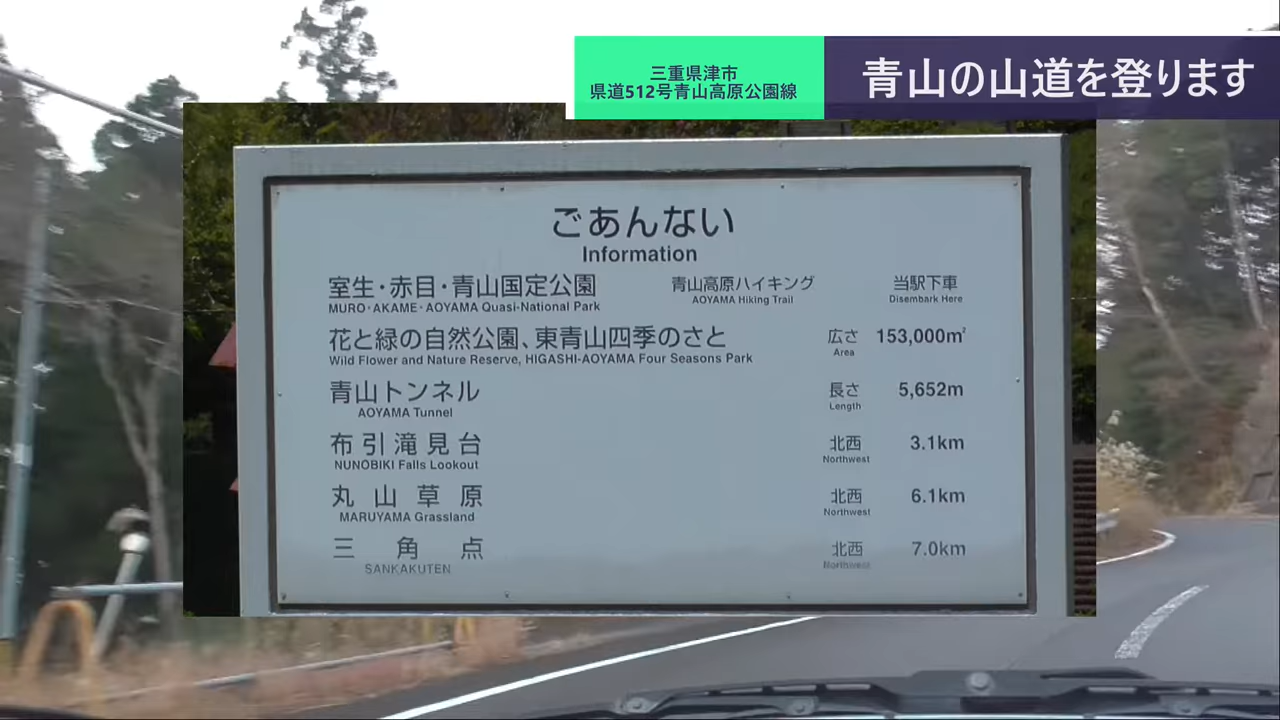 三重県津市
県道512号青山高原公園線
青山の山道を登ります
ごあんない
Information
室生・赤目・青山国定公園 青山高原ハイキング 当駅下車
MURO・AKAME・AOYAMA Quasi-National Park AOYAMA Hiking Trail Disembark Here
花と緑の自然公園、東青山四季のさと 広さ 153,000m²
Wild Flower and Nature Reserve, HIGASHI-AOYAMA Four Seasons Park Area
青山トンネル 長さ 5,652m
AOYAMA Tunnel Length
布引滝見台 北西 3.1km
NUNOBIKI Falls Lookout Northwest
丸山草原 北西 6.1km
MARUYAMA Grassland Northwest
三角点 北西 7.0km
SANKAKUTEN Northwest